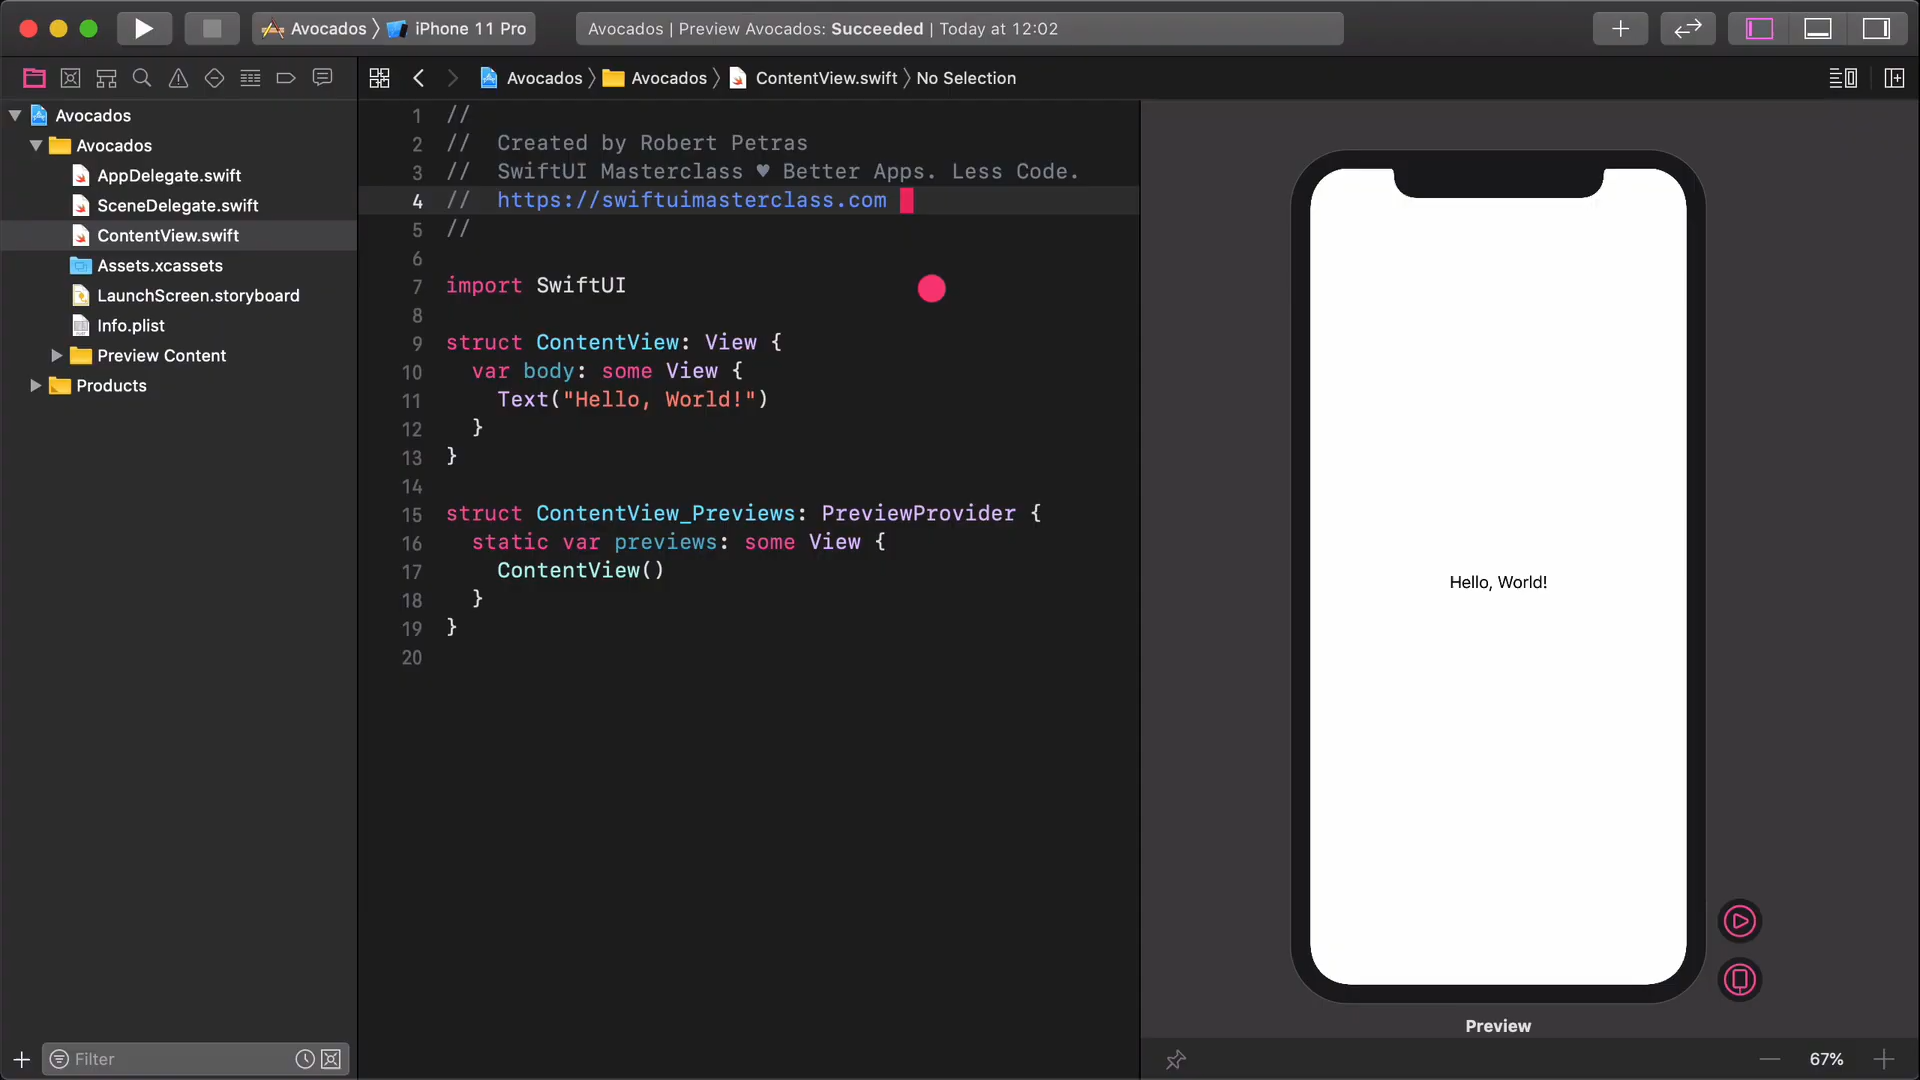 Avocados 〉 iPhone 11 Pro
Avocados | Preview Avocados: Succeeded | Today at 12:02
Avocados 〉 Avocados 〉 ContentView.swift 〉 No Selection
Avocados
Avocados
AppDelegate.swift
SceneDelegate.swift
ContentView.swift
Assets.xcassets
LaunchScreen.storyboard
Info.plist
Preview Content
Products
Filter
1 //
2 //  Created by Robert Petras
3 //  SwiftUI Masterclass ♥ Better Apps. Less Code.
4 //  https://swiftuimasterclass.com
5 //
6
7 import SwiftUI
8
9 struct ContentView: View {
10   var body: some View {
11     Text("Hello, World!")
12   }
13 }
14
15 struct ContentView_Previews: PreviewProvider {
16   static var previews: some View {
17     ContentView()
18   }
19 }
20
Hello, World!
Preview
67%